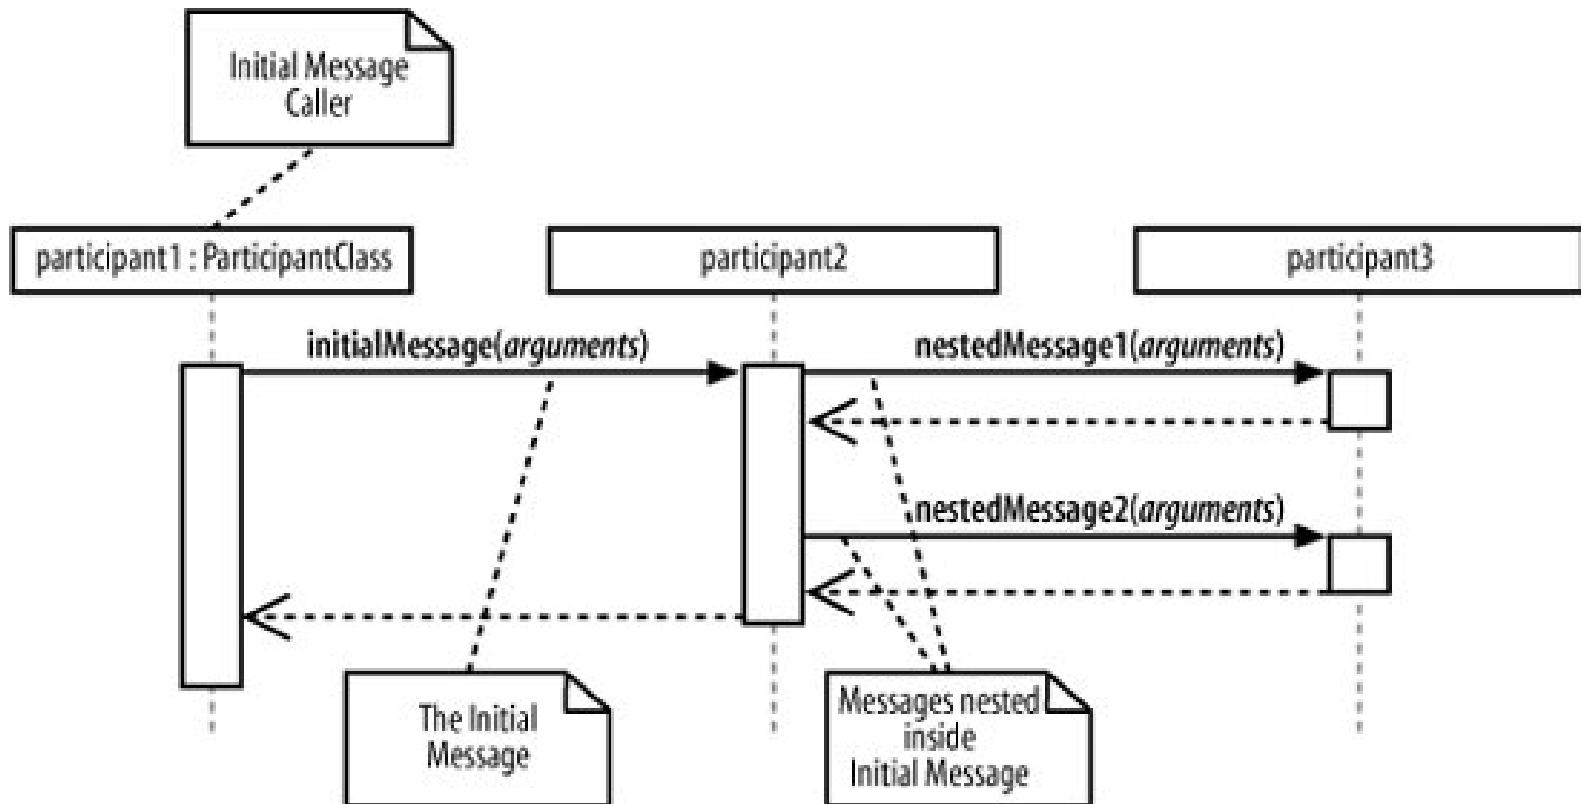 Initial Message
Caller
participant1 : ParticipantClass
participant2
participant3
initialMessage(arguments)
nestedMessage1(arguments)
nestedMessage2(arguments)
The Initial
Message
Messages nested
inside
Initial Message